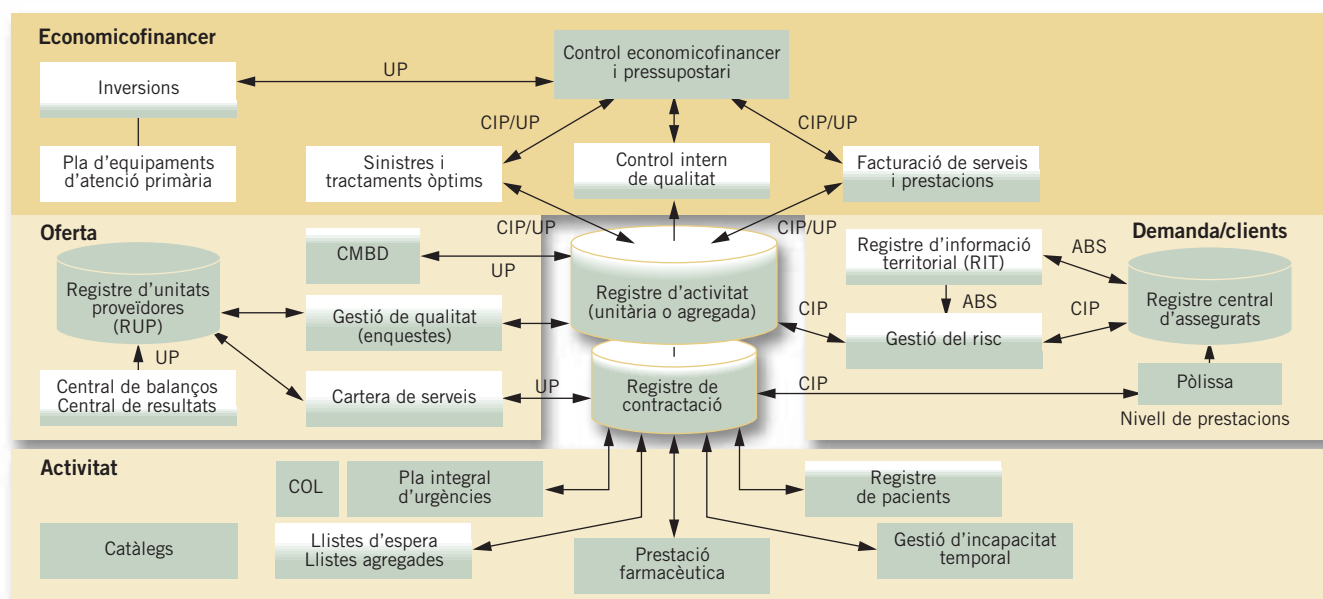 Economicofinancer
Control economicofinancer
i pressupostari
UP
Inversions
CIP/UP
CIP/UP
Pla d'equipaments
d'atenció primària
Sinistres i
tractaments òptims
Control intern
de qualitat
Facturació de serveis
i prestacions
Oferta
CIP/UP
CIP/UP
Demanda/clients
CMBD
UP
Registre d'informació
territorial (RIT)
ABS
Registre d'unitats
proveïdores
(RUP)
Gestió de qualitat
(enquestes)
Registre d'activitat
(unitària o agregada)
ABS
CIP
Gestió del risc
CIP
Registre central
d'assegurats
UP
Central de balanços
Central de resultats
Cartera de serveis
UP
Registre de
contractació
CIP
Pòlissa
Nivell de prestacions
Activitat
COL
Pla integral
d'urgències
Registre
de pacients
Catàlegs
Llistes d'espera
Llistes agregades
Prestació
farmacèutica
Gestió d'incapacitat
temporal